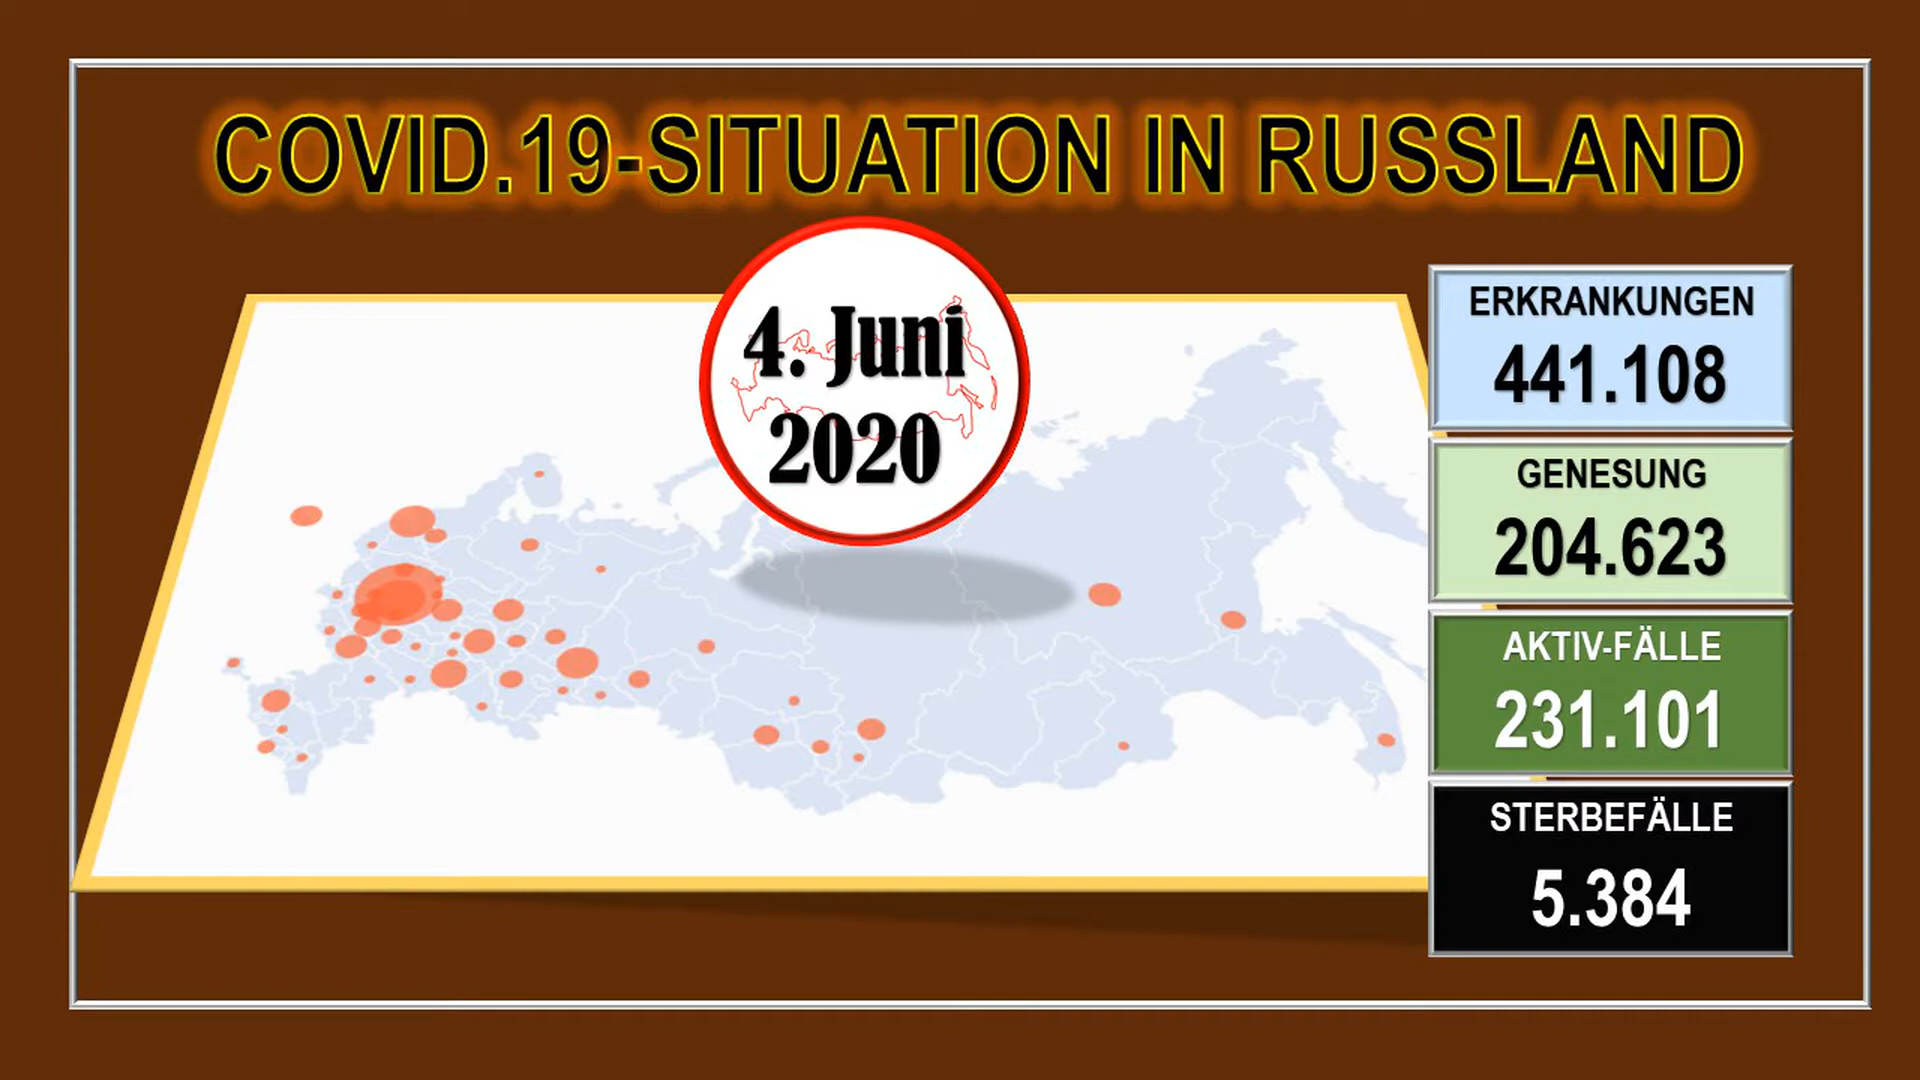 COVID.19-SITUATION IN RUSSLAND
4. Juni
2020
ERKRANKUNGEN
441.108
GENESUNG
204.623
AKTIV-FÄLLE
231.101
STERBEFÄLLE
5.384